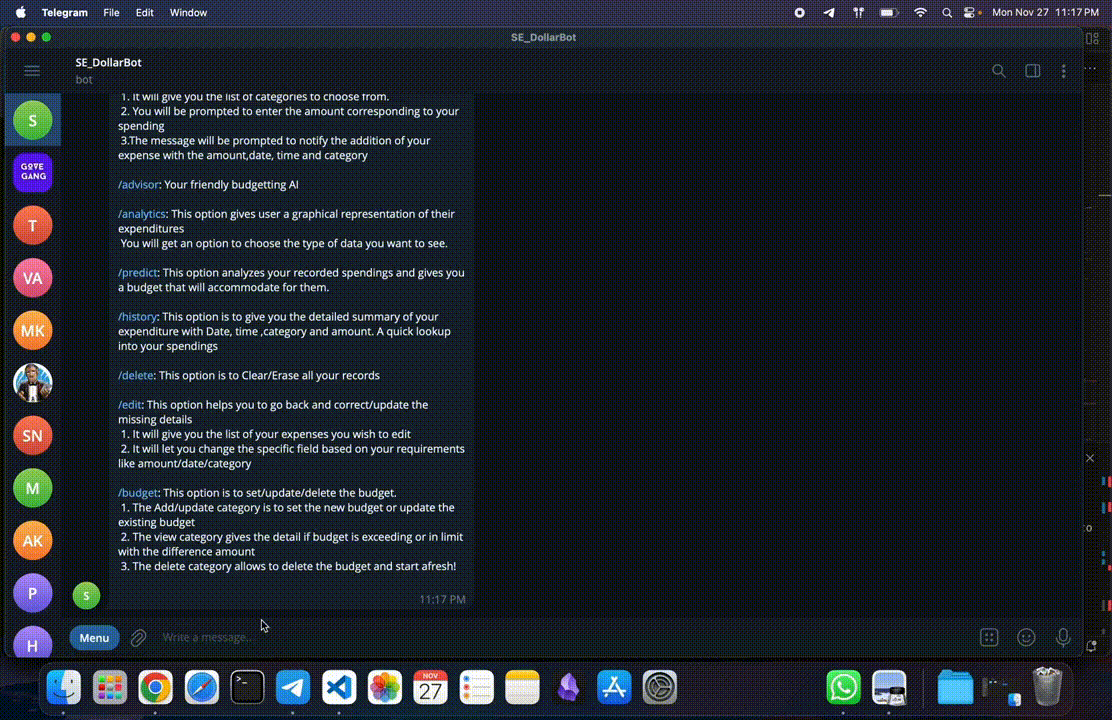 Telegram File Edit Window Mon Nov 27 11:17 PM
SE_DollarBot
SE_DollarBot
bot
1. It will give you the list of categories to choose from.
2. You will be prompted to enter the amount corresponding to your
spending
3.The message will be prompted to notify the addition of your
expense with the amount,date, time and category
/advisor: Your friendly budgetting AI
/analytics: This option gives user a graphical representation of their
expenditures
You will get an option to choose the type of data you want to see.
/predict: This option analyzes your recorded spendings and gives you
a budget that will accommodate for them.
/history: This option is to give you the detailed summary of your
expenditure with Date, time ,category and amount. A quick lookup
into your spendings
/delete: This option is to Clear/Erase all your records
/edit: This option helps you to go back and correct/update the
missing details
1. It will give you the list of your expenses you wish to edit
2. It will let you change the specific field based on your requirements
like amount/date/category
/budget: This option is to set/update/delete the budget.
1. The Add/update category is to set the new budget or update the
existing budget
2. The view category gives the detail if budget is exceeding or in limit
with the difference amount
3. The delete category allows to delete the budget and start afresh!
11:17 PM
S
S
GOVE
GANG
T
VA
MK
SN
M
AK
P
H
Menu
Write a message...
NOV
27